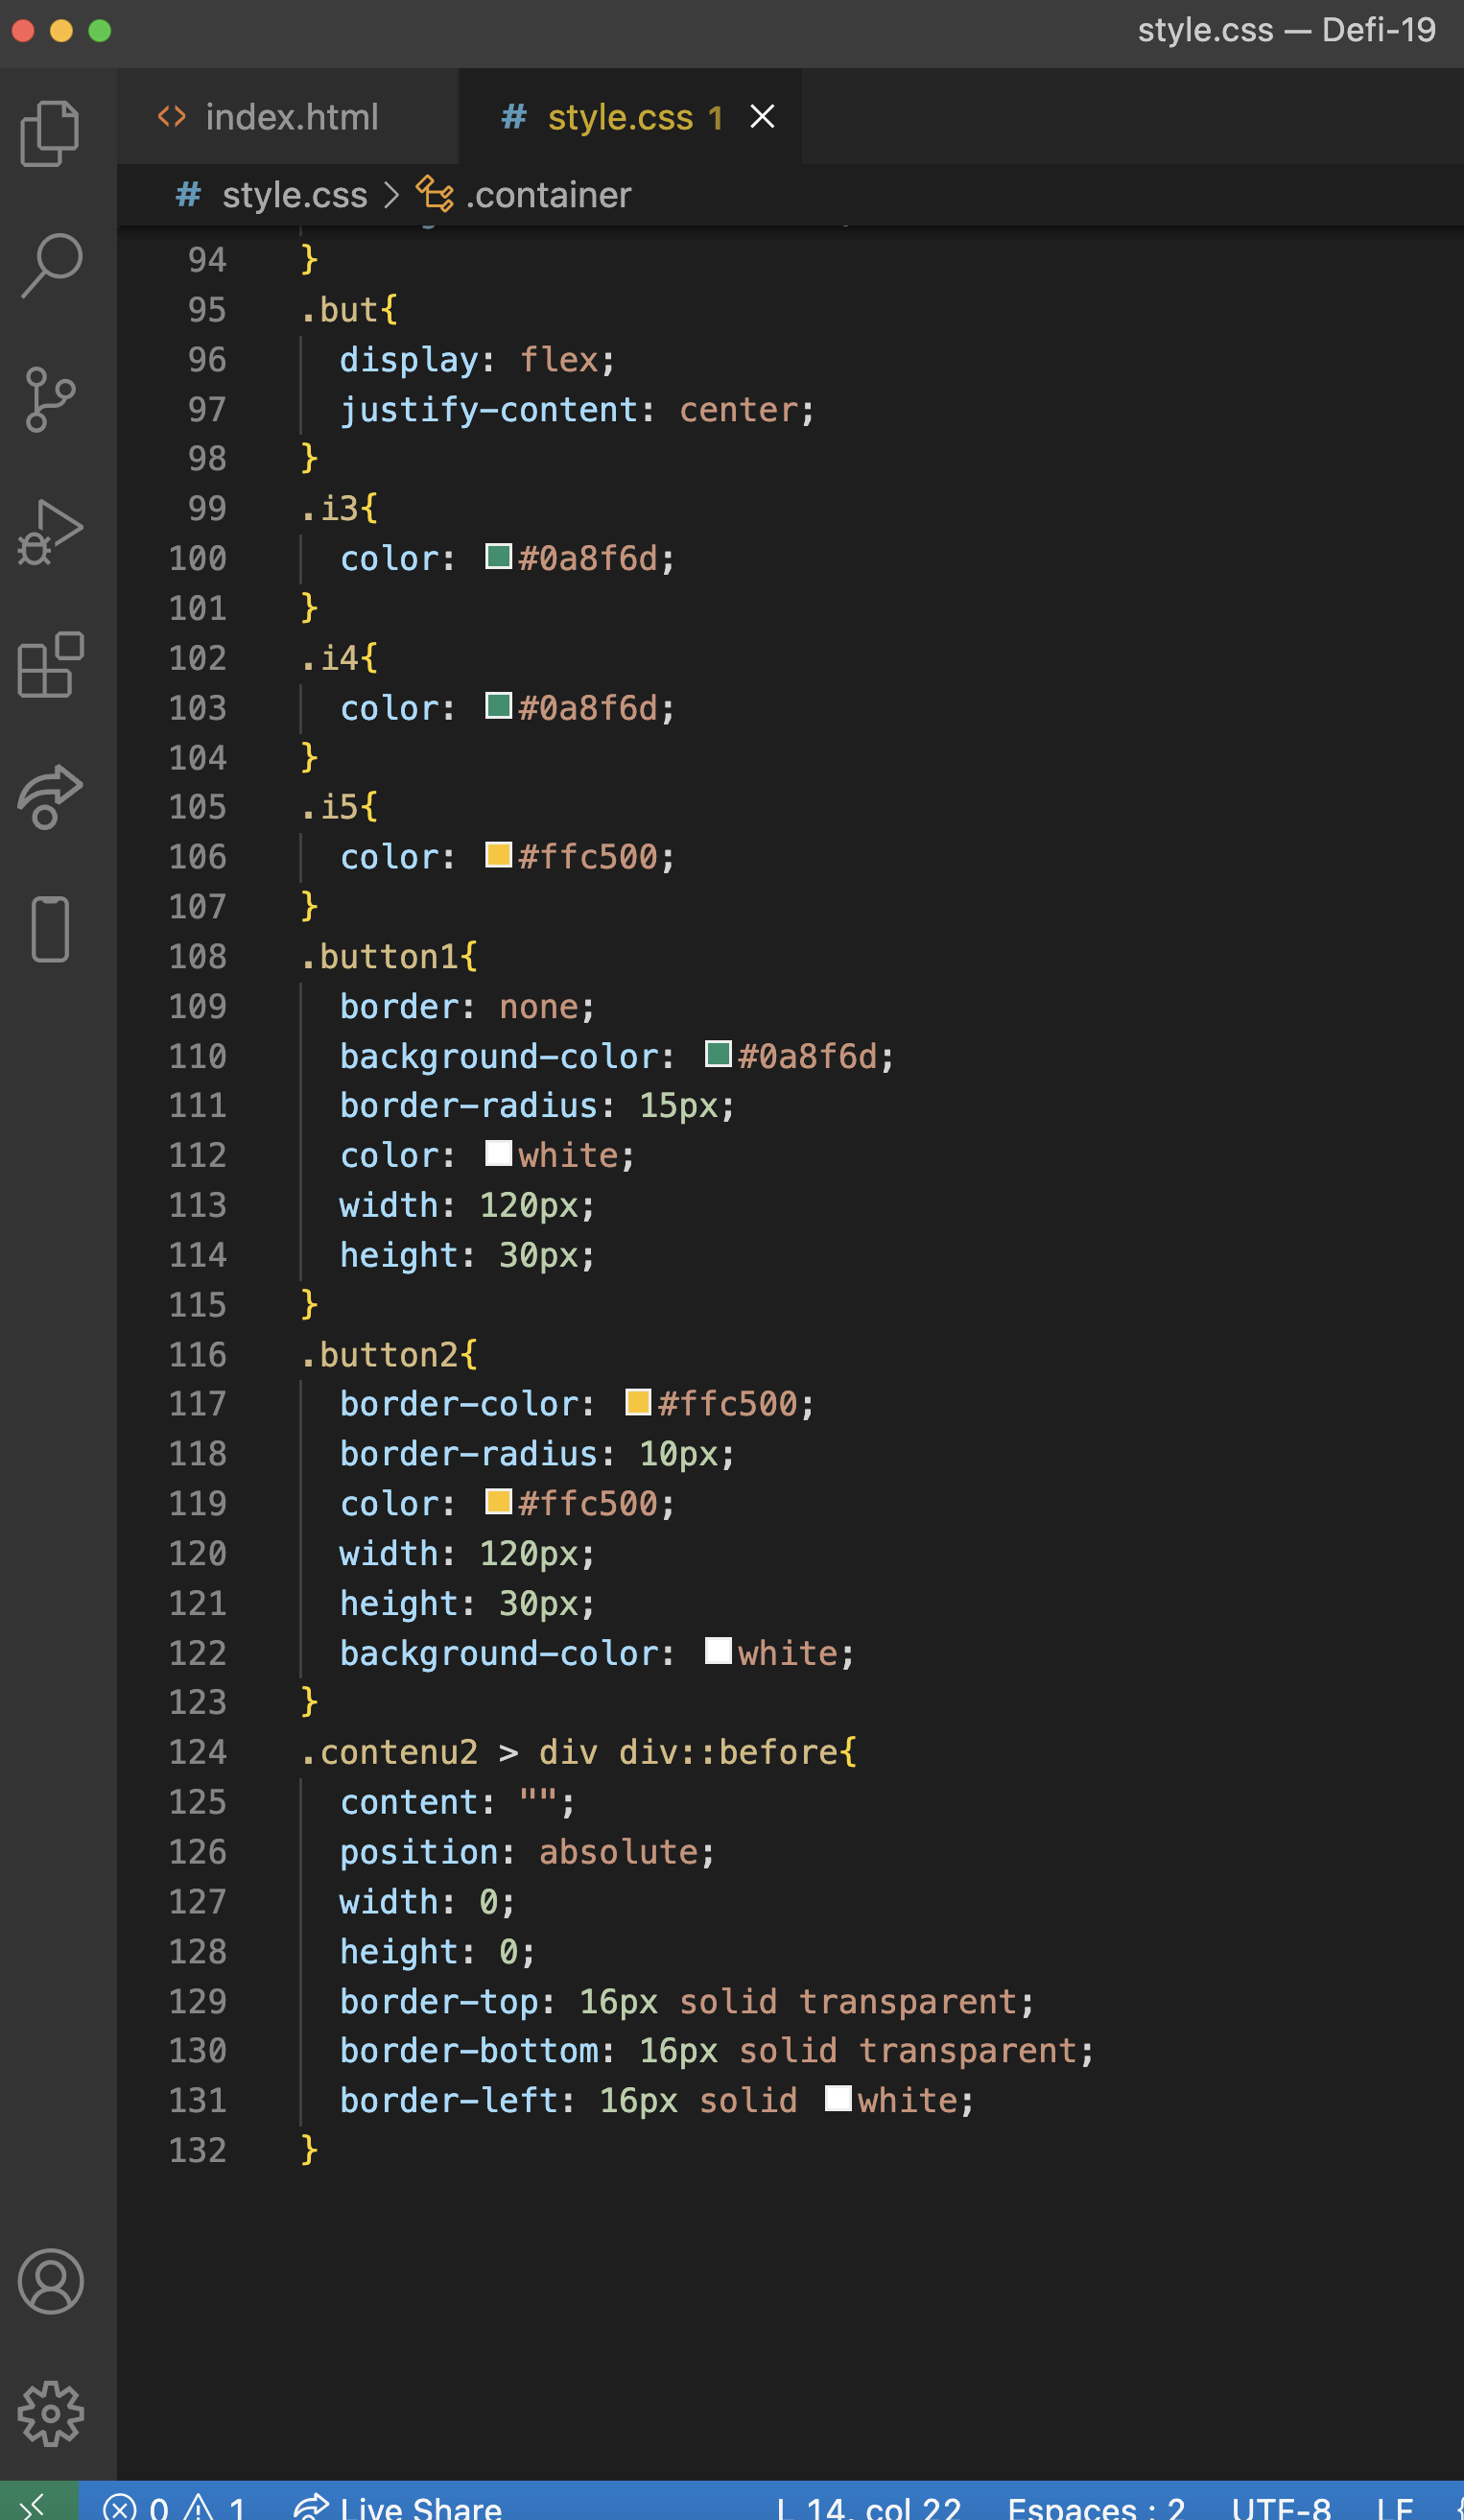 style.css — Defi-19
<> index.html # style.css 1
# style.css > .container
94 }
95 .but{
96 display: flex;
97 justify-content: center;
98 }
99 .i3{
100 color: #0a8f6d;
101 }
102 .i4{
103 color: #0a8f6d;
104 }
105 .i5{
106 color: #ffc500;
107 }
108 .button1{
109 border: none;
110 background-color: #0a8f6d;
111 border-radius: 15px;
112 color: white;
113 width: 120px;
114 height: 30px;
115 }
116 .button2{
117 border-color: #ffc500;
118 border-radius: 10px;
119 color: #ffc500;
120 width: 120px;
121 height: 30px;
122 background-color: white;
123 }
124 .contenu2 > div div::before{
125 content: "";
126 position: absolute;
127 width: 0;
128 height: 0;
129 border-top: 16px solid transparent;
130 border-bottom: 16px solid transparent;
131 border-left: 16px solid white;
132 }
0 1 Live Share L 14, col 22 Espaces : 2 UTF-8 LF